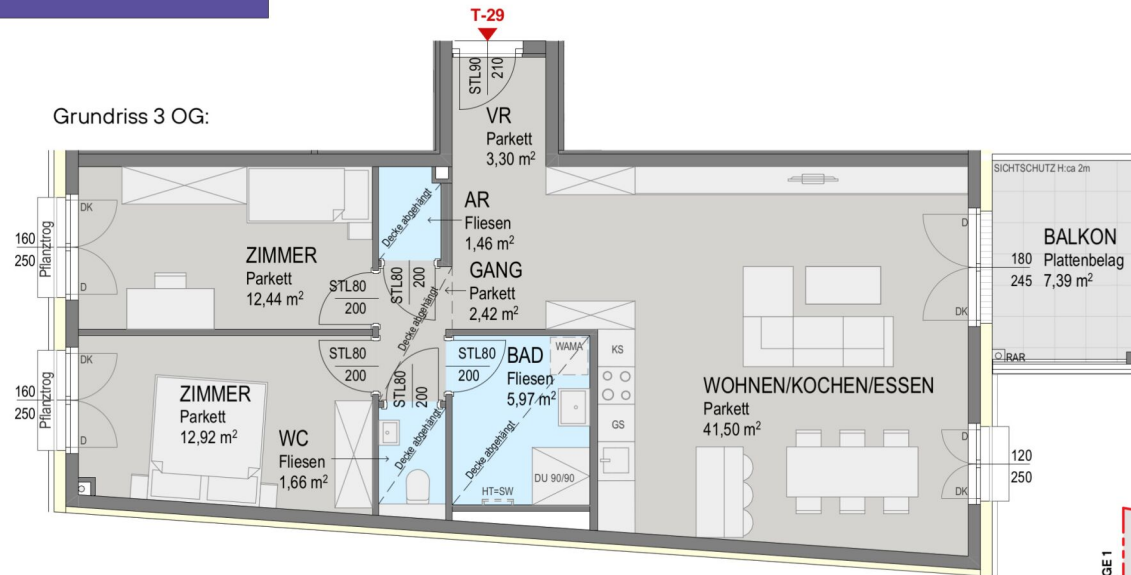 T-29
STL90
210
Grundriss 3 OG:
VR
Parkett
3,30 m²
SICHTSCHUTZ H:ca 2m
DK
D
160
250
Pflanztrog
ZIMMER
Parkett
12,44 m²
Decke abgehängt
AR
Fliesen
1,46 m²
GANG
Parkett
2,42 m²
STL80
200
STL80
200
Decke abgehängt
D
DK
180
245
BALKON
Plattenbelag
7,39 m²
RAR
DK
D
160
250
Pflanztrog
ZIMMER
Parkett
12,92 m²
STL80
200
STL80
200
STL80
200
WC
Fliesen
1,66 m²
Decke abgehängt
BAD
Fliesen
5,97 m²
WAMA
Decke abgehängt
DU 90/90
HT=SW
KS
GS
WOHNEN/KOCHEN/ESSEN
Parkett
41,50 m²
D
DK
120
250
GE 1